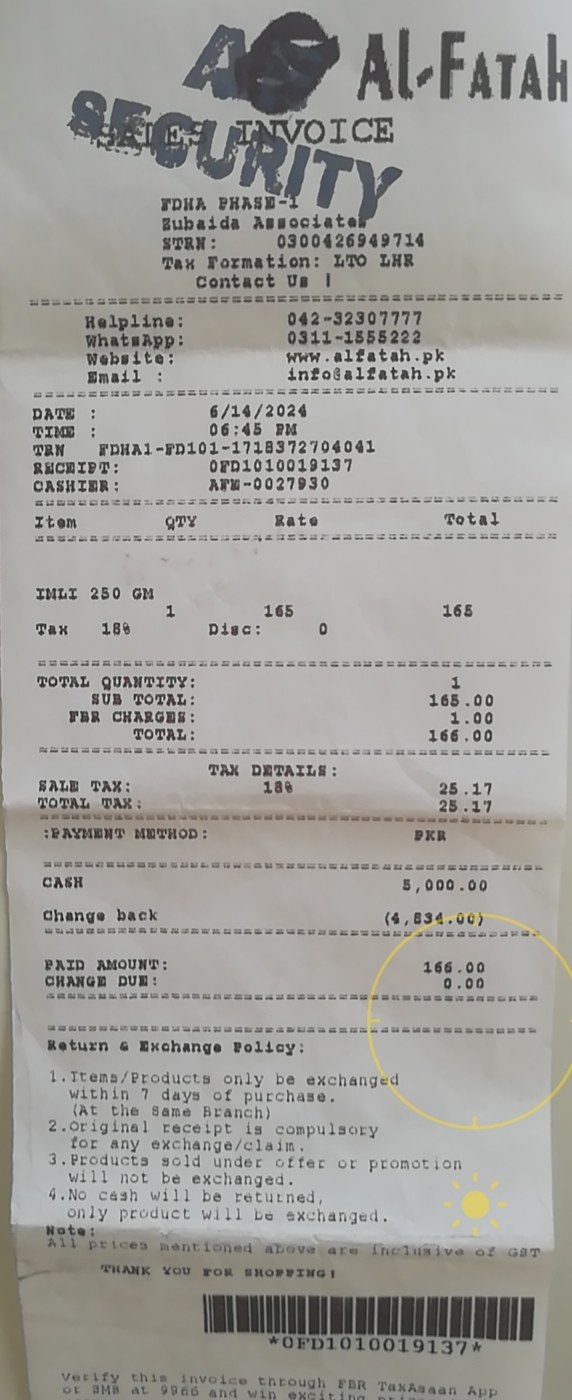 AS
Al-Fatah
SALES INVOICE
SECURITY
FDHA PHASE-1
Zubaida Associates
STRN: 0300426949714
Tax Formation: LTO LHR
Contact Us !
Helpline: 042-32307777
WhatsApp: 0311-1555222
Website: www.alfatah.pk
Email : info@alfatah.pk
DATE : 6/14/2024
TIME : 06:45 PM
TRN FDHA1-FD101-1718372704041
RECEIPT: 0FD1010019137
CASHIER: AFE-0027930
Item QTY Rate Total
IMLI 250 GM
1 165 165
Tax 18% Disc: 0
TOTAL QUANTITY: 1
SUB TOTAL: 165.00
FBR CHARGES: 1.00
TOTAL: 166.00
TAX DETAILS:
SALE TAX: 18% 25.17
TOTAL TAX: 25.17
:PAYMENT METHOD: PKR
CASH 5,000.00
Change back (4,834.00)
PAID AMOUNT: 166.00
CHANGE DUE: 0.00
Return & Exchange Policy:
1.Items/Products only be exchanged
within 7 days of purchase.
(At the Same Branch)
2.Original receipt is compulsory
for any exchange/claim.
3.Products sold under offer or promotion
will not be exchanged.
4.No cash will be returned,
only product will be exchanged.
Note:
All prices mentioned above are inclusive of GST
THANK YOU FOR SHOPPING!
*0FD1010019137*
Verify this invoice through FBR TaxAsaan App
or SMS at 9966 and win exciting